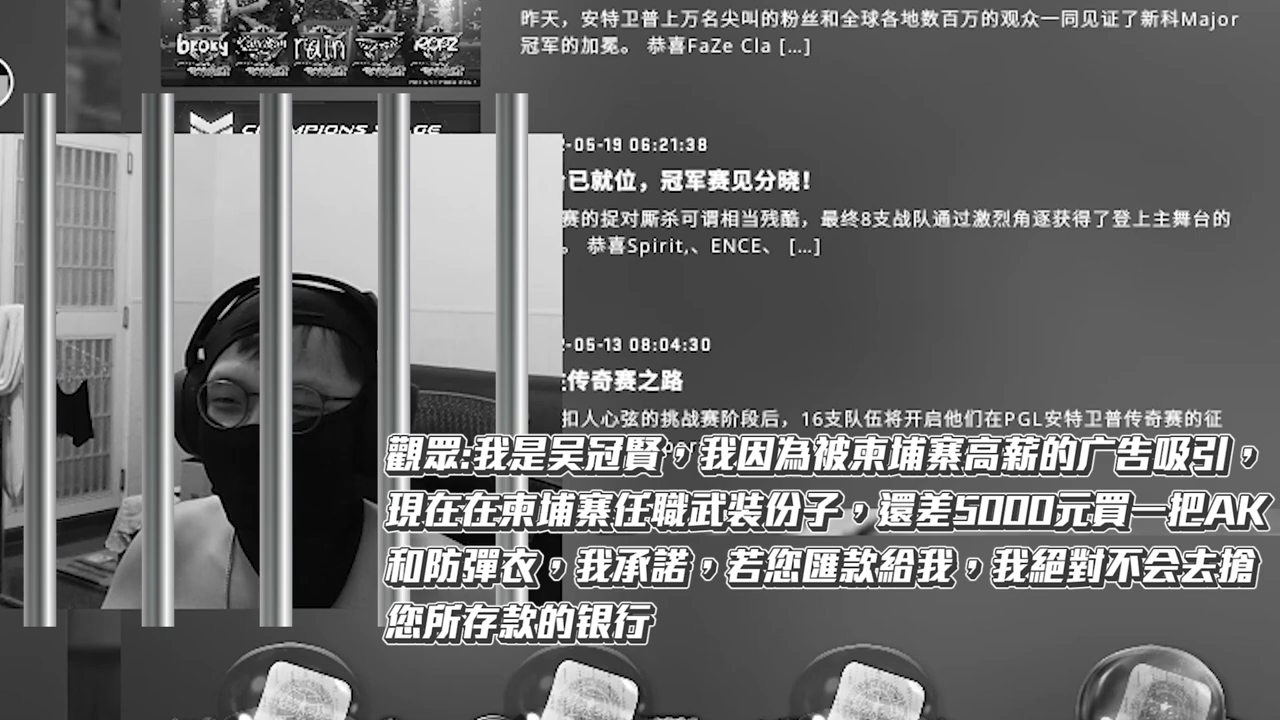 broky
rain
ROPZ
昨天，安特卫普上万名尖叫的粉丝和全球各地数百万的观众一同见证了新科Major
冠军的加冕。 恭喜FaZe Cla [...]
CHAMPIONS STAGE
-05-19 06:21:38
已就位，冠军赛见分晓！
赛的捉对厮杀可谓相当残酷，最终8支战队通过激烈角逐获得了登上主舞台的
。 恭喜Spirit,、ENCE、 [...]
-05-13 08:04:30
传奇赛之路
扣人心弦的挑战赛阶段后，16支队伍将开启他们在PGL安特卫普传奇赛的征
觀眾:我是吴冠賢，我因為被柬埔寨高薪的广告吸引，
現在在柬埔寨任職武装份子，還差5000元買一把AK
和防彈衣，我承諾，若您匯款給我，我絕對不会去搶
您所存款的银行